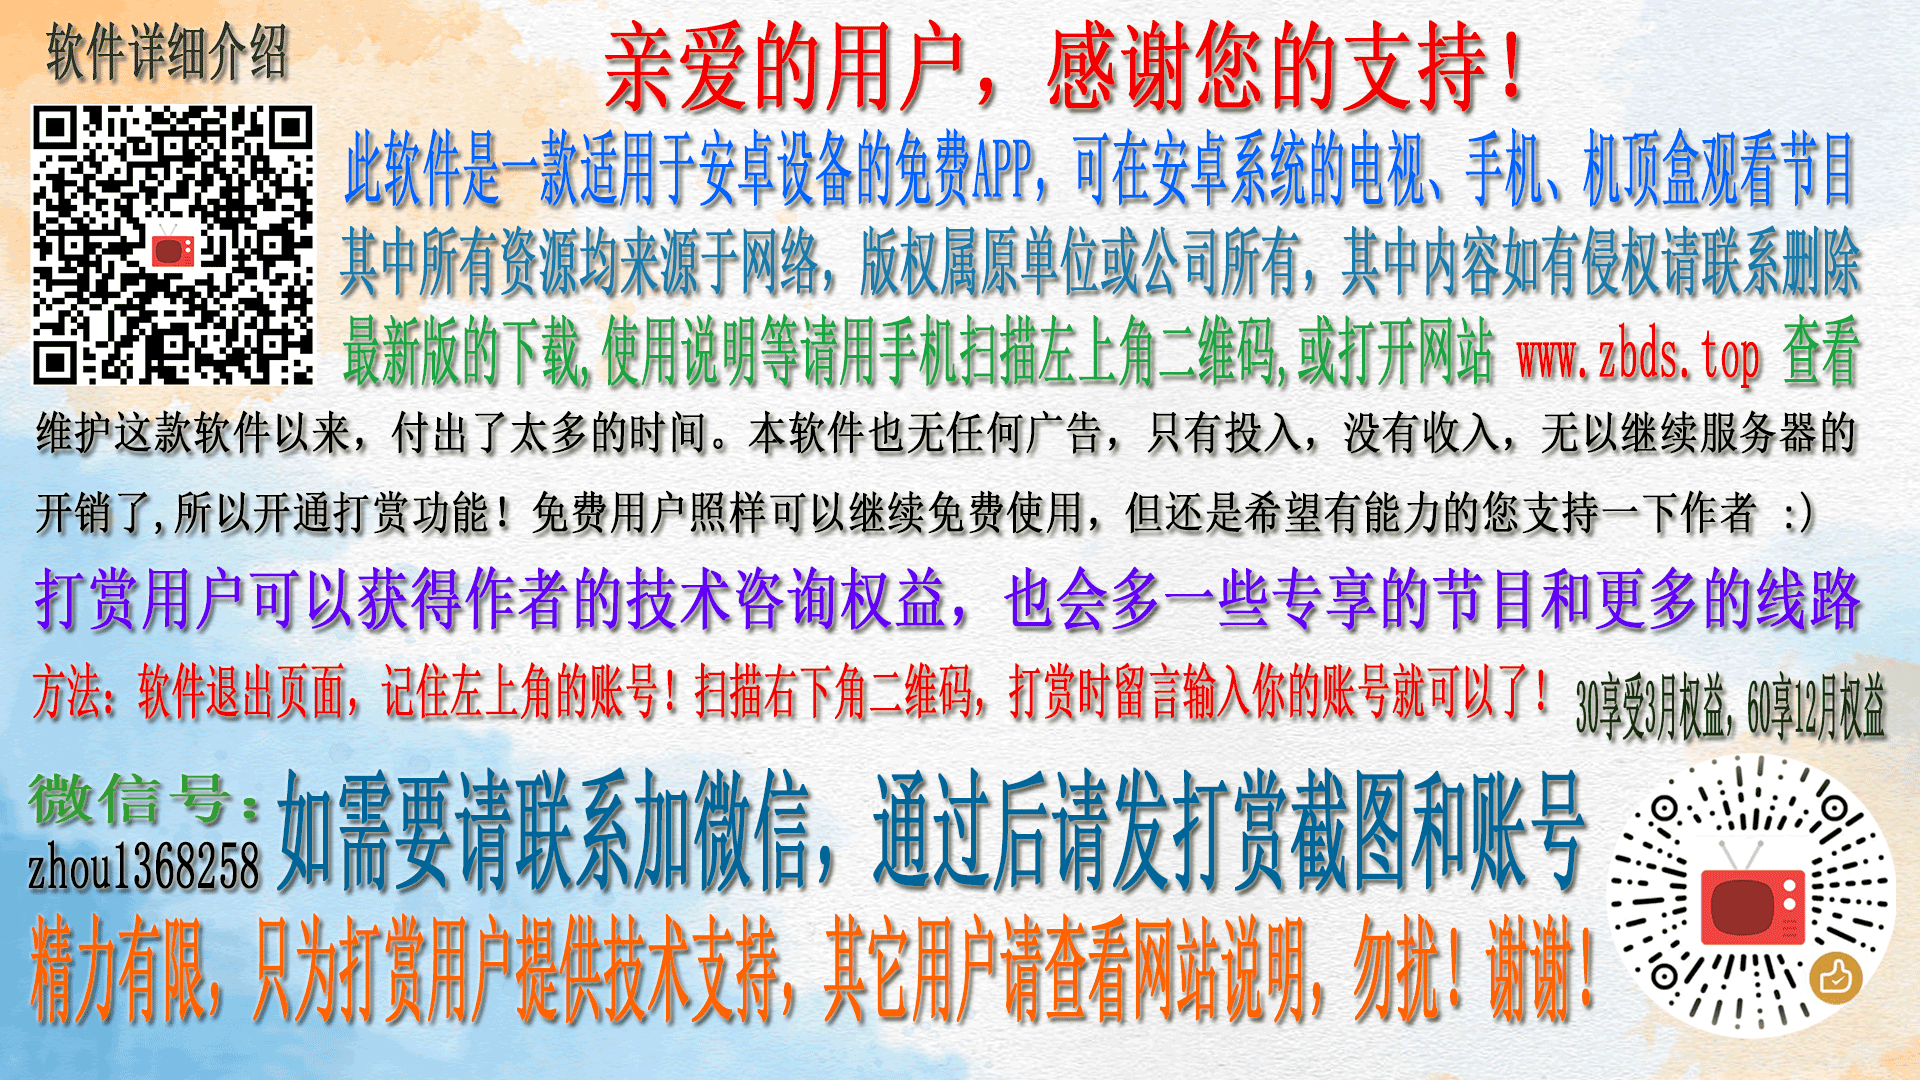 软件详细介绍
亲爱的用户，感谢您的支持！
此软件是一款适用于安卓设备的免费APP，可在安卓系统的电视、手机、机顶盒观看节目
其中所有资源均来源于网络，版权属原单位或公司所有，其中内容如有侵权请联系删除
最新版的下载,使用说明等请用手机扫描左上角二维码,或打开网站 www.zbds.top 查看
维护这款软件以来，付出了太多的时间。本软件也无任何广告，只有投入，没有收入，无以继续服务器的
开销了,所以开通打赏功能！免费用户照样可以继续免费使用，但还是希望有能力的您支持一下作者 :)
打赏用户可以获得作者的技术咨询权益，也会多一些专享的节目和更多的线路
方法：软件退出页面，记住左上角的账号！扫描右下角二维码，打赏时留言输入你的账号就可以了！
30享受3月权益，60享12月权益
微信号：
zhou1368258
如需要请联系加微信，通过后请发打赏截图和账号
精力有限，只为打赏用户提供技术支持，其它用户请查看网站说明，勿扰！谢谢！